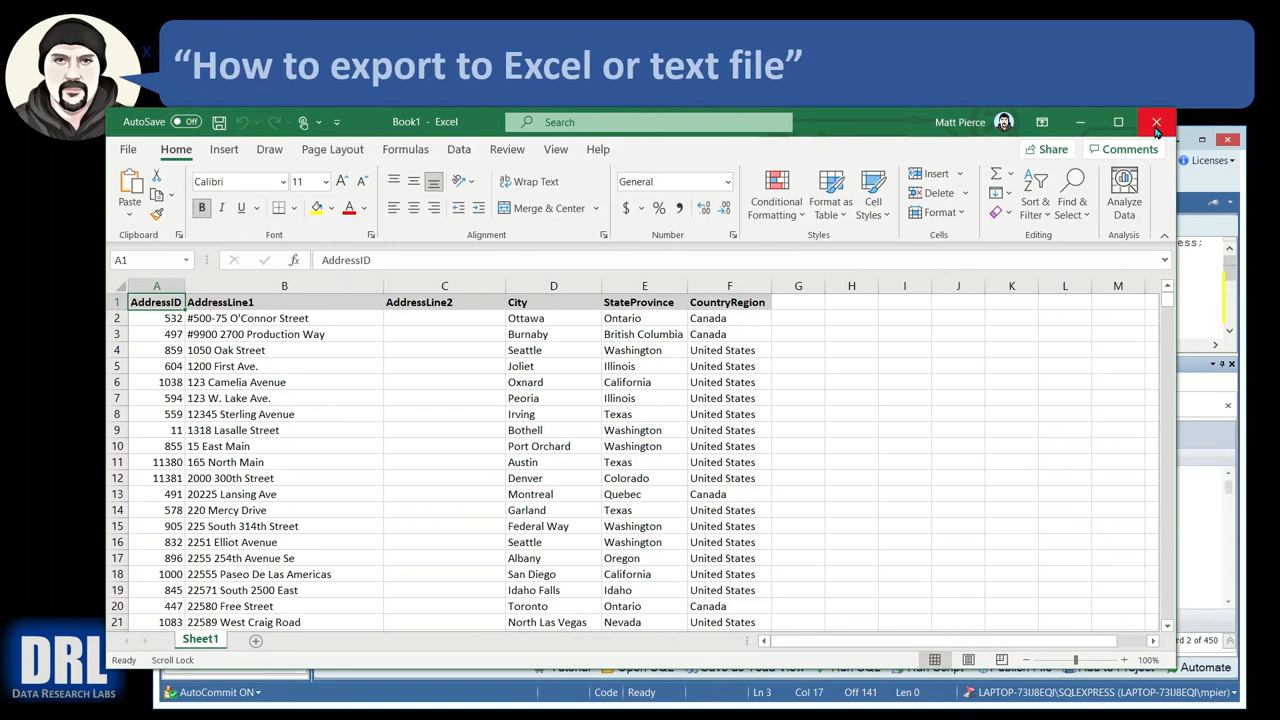 “How to export to Excel or text file”
x
AutoSave Off Book1 - Excel Search Matt Pierce
File Home Insert Draw Page Layout Formulas Data Review View Help Share Comments
Licenses
Paste Calibri 11 Wrap Text General Conditional Formatting Format as Table Cell Styles Insert Sort & Filter Find & Select Analyze Data
B I U Merge & Center $ % Delete Format
Clipboard Font Alignment Number Styles Cells Editing Analysis
A1 fx AddressID
A B C D E F G H I J K L M
1 AddressID AddressLine1 AddressLine2 City StateProvince CountryRegion
2 532 #500-75 O'Connor Street Ottawa Ontario Canada
3 497 #9900 2700 Production Way Burnaby British Columbia Canada
4 859 1050 Oak Street Seattle Washington United States
5 604 1200 First Ave. Joliet Illinois United States
6 1038 123 Camelia Avenue Oxnard California United States
7 594 123 W. Lake Ave. Peoria Illinois United States
8 559 12345 Sterling Avenue Irving Texas United States
9 11 1318 Lasalle Street Bothell Washington United States
10 855 15 East Main Port Orchard Washington United States
11 11380 165 North Main Austin Texas United States
12 11381 2000 300th Street Denver Colorado United States
13 491 20225 Lansing Ave Montreal Quebec Canada
14 578 220 Mercy Drive Garland Texas United States
15 905 225 South 314th Street Federal Way Washington United States
16 832 2251 Elliot Avenue Seattle Washington United States
17 896 2255 254th Avenue Se Albany Oregon United States
18 1000 22555 Paseo De Las Americas San Diego California United States
19 845 22571 South 2500 East Idaho Falls Idaho United States
20 447 22580 Free Street Toronto Ontario Canada
21 1083 22589 West Craig Road North Las Vegas Nevada United States
Sheet1
rd 2 of 450
Ready Scroll Lock 100%
Automate
DRL
DATA RESEARCH LABS
AutoCommit ON Code Ready Ln 3 Col 17 Off 141 Len 0 LAPTOP-73IJ8EQI\SQLEXPRESS (LAPTOP-73IJ8EQI\mpier)